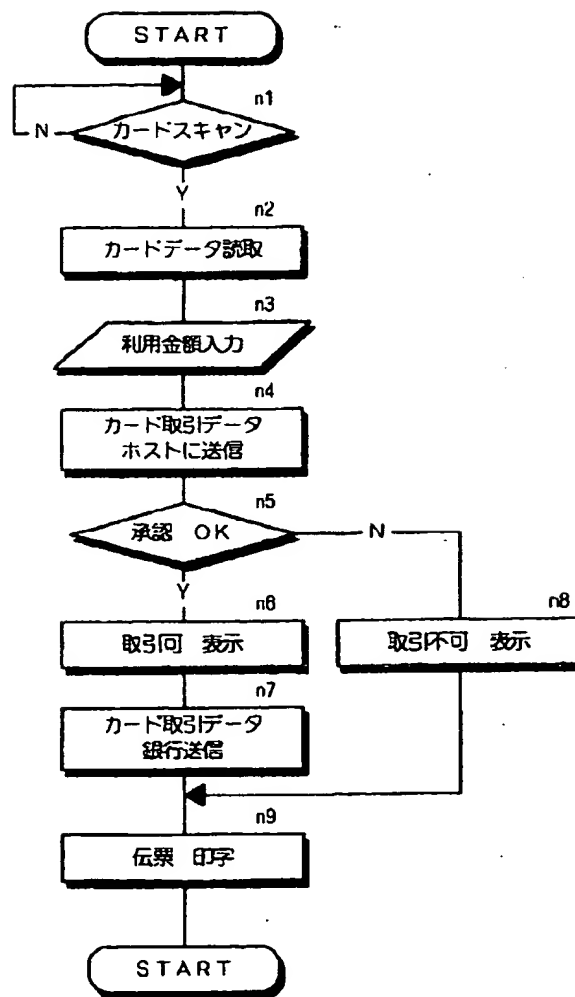 START
n1
カードスキャン
N
Y
n2
カードデータ読取
n3
利用金額入力
n4
カード取引データ
ホストに送信
n5
承認 OK
N
Y
n6
取引可 表示
n8
取引不可 表示
n7
カード取引データ
銀行送信
n9
伝票 印字
START